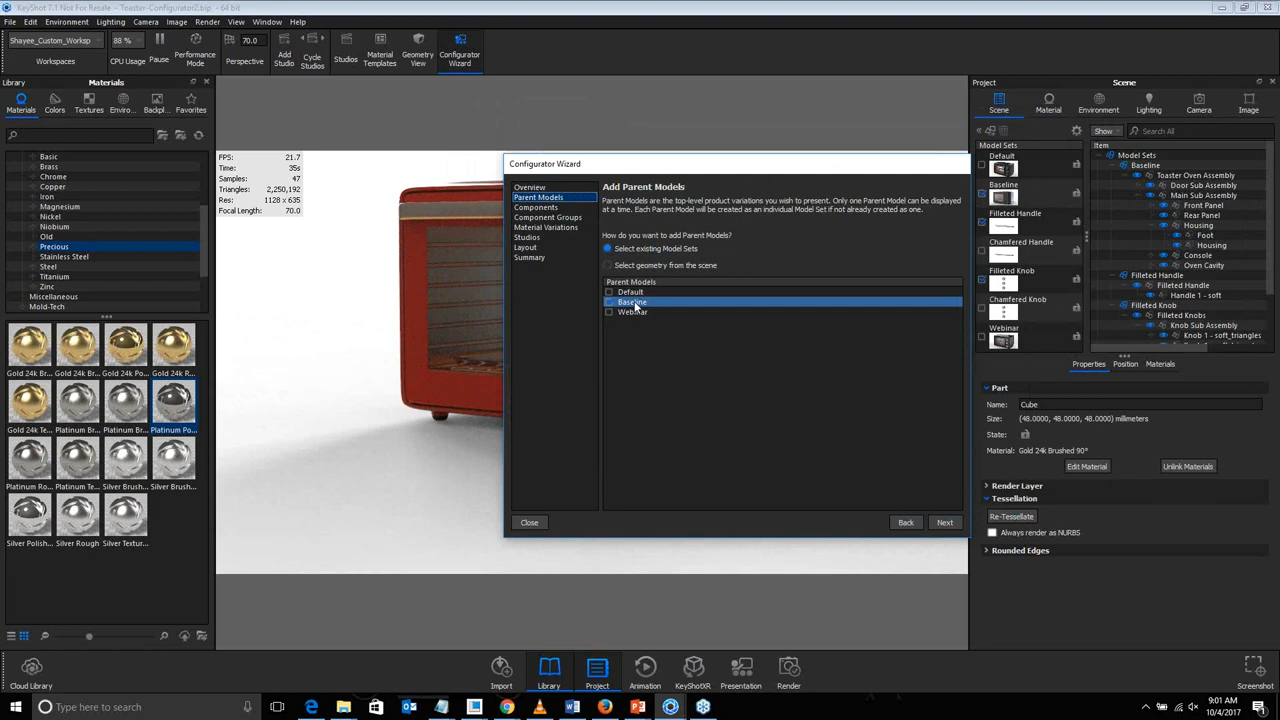 KeyShot 7.1 Not For Resale - Toaster-Configurator2.bip - 64 bit
File Edit Environment Lighting Camera Image Render View Window Help
Shayee_Custom_Worksp
Workspaces
88 %
CPU Usage
Pause
Performance Mode
70.0
Perspective
Add Studio
Cycle Studios
Studios
Material Templates
Geometry View
Configurator Wizard
Library
Materials
Materials Colors Textures Enviro... Backpl... Favorites
Basic
Brass
Chrome
Copper
Iron
Magnesium
Nickel
Niobium
Old
Precious
Stainless Steel
Steel
Titanium
Zinc
Miscellaneous
Mold-Tech
Gold 24k Br... Gold 24k Br... Gold 24k Po... Gold 24k R...
Gold 24k Te... Platinum Br... Platinum Br... Platinum Po...
Platinum Ro... Platinum Te... Silver Brush... Silver Brush...
Silver Polish... Silver Rough Silver Textur...
FPS: 21.7
Time: 35s
Samples: 47
Triangles: 2,250,192
Res: 1128 x 635
Focal Length: 70.0
Configurator Wizard
Overview
Parent Models
Components
Component Groups
Material Variations
Studios
Layout
Summary
Add Parent Models
Parent Models are the top-level product variations you wish to present. Only one Parent Model can be displayed
at a time. Each Parent Model will be created as an individual Model Set if not already created as one.
How do you want to add Parent Models?
Select existing Model Sets
Select geometry from the scene
Parent Models
Default
Baseline
Webinar
Close
Back
Next
Project
Scene
Scene Material Environment Lighting Camera Image
Show
Search All
Model Sets
Default
Baseline
Filleted Handle
Chamfered Handle
Filleted Knob
Chamfered Knob
Webinar
Item
Model Sets
Baseline
Toaster Oven Assembly
Door Sub Assembly
Main Sub Assembly
Front Panel
Rear Panel
Housing
Foot
Housing
Console
Oven Cavity
Filleted Handle
Filleted Handle
Handle 1 - soft
Filleted Knob
Filleted Knobs
Knob Sub Assembly
Knob 1 - soft_triangles
Properties Position Materials
Part
Name: Cube
Size: (48.0000, 48.0000, 48.0000) millimeters
State:
Material: Gold 24k Brushed 90°
Edit Material
Unlink Materials
Render Layer
Tessellation
Re-Tessellate
Always render as NURBS
Rounded Edges
Cloud Library
Import
Library
Project
Animation
KeyShotXR
Presentation
Render
Screenshot
Type here to search
9:01 AM
10/4/2017